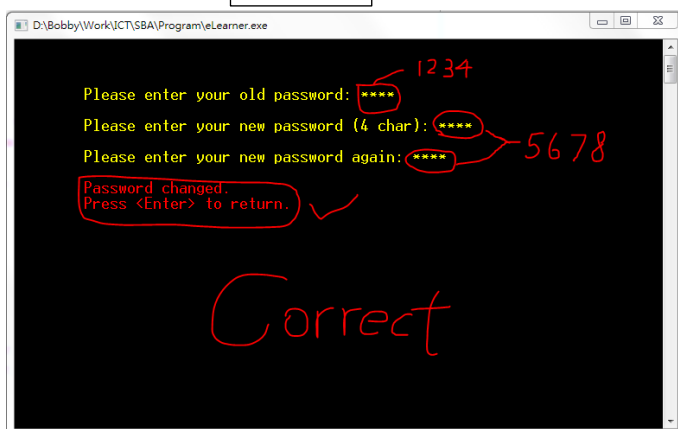 D:\Bobby\Work\ICT\SBA\Program\eLearner.exe
1234
Please enter your old password: ****
Please enter your new password (4 char): ****
5678
Please enter your new password again: ****
Password changed.
Press <Enter> to return.
Correct